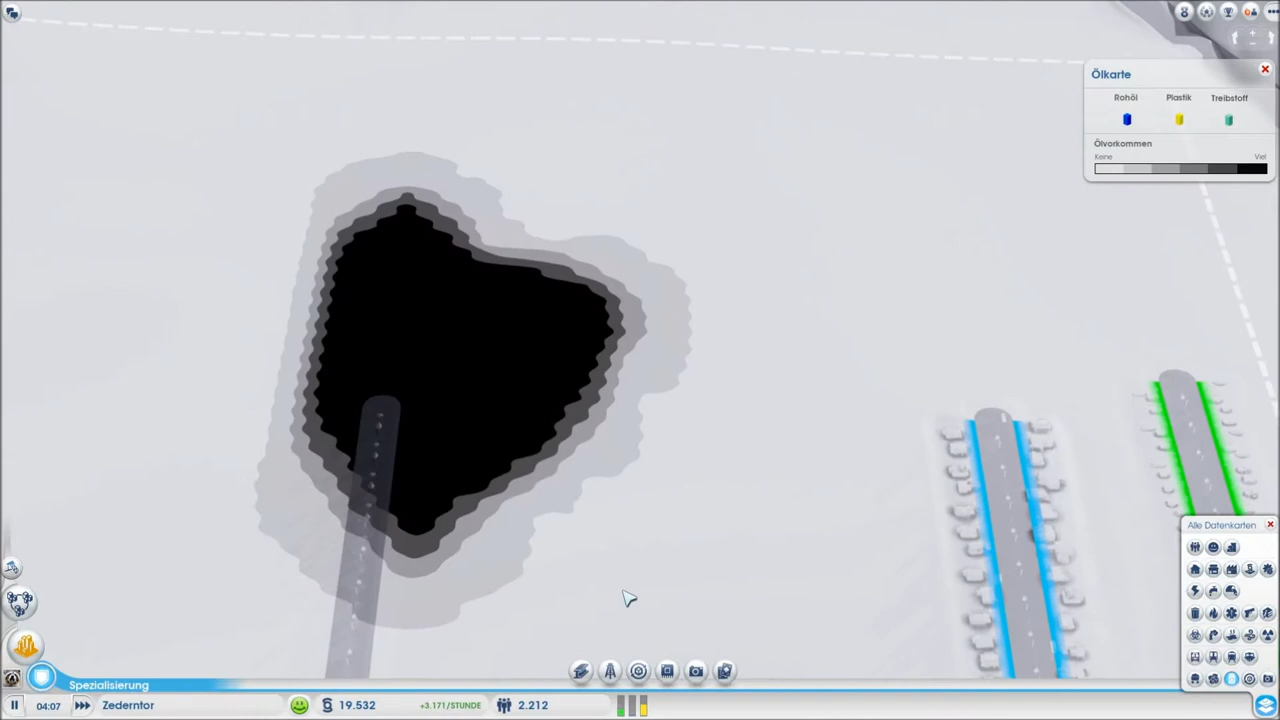 Ölkarte
Rohöl Plastik Treibstoff
Ölvorkommen
Keine Viel
Alle Datenkarten
Spezialisierung
04:07 Zederntor 19.532 +3.171/STUNDE 2.212